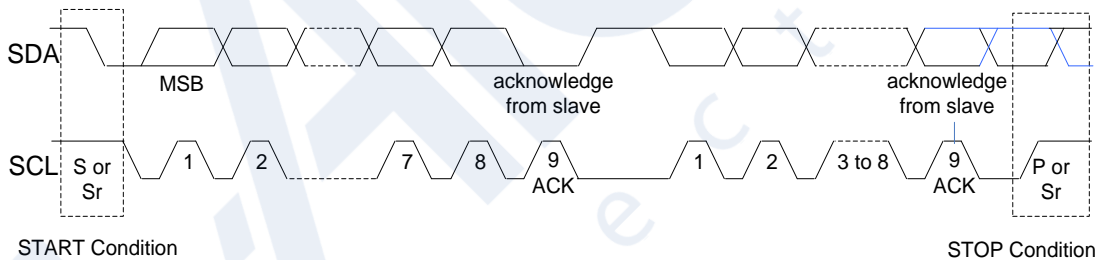 SDA
MSB
acknowledge
from slave
acknowledge
from slave
SCL
S or
Sr
1
2
7
8
9
ACK
1
2
3 to 8
9
ACK
P or
Sr
START Condition
STOP Condition